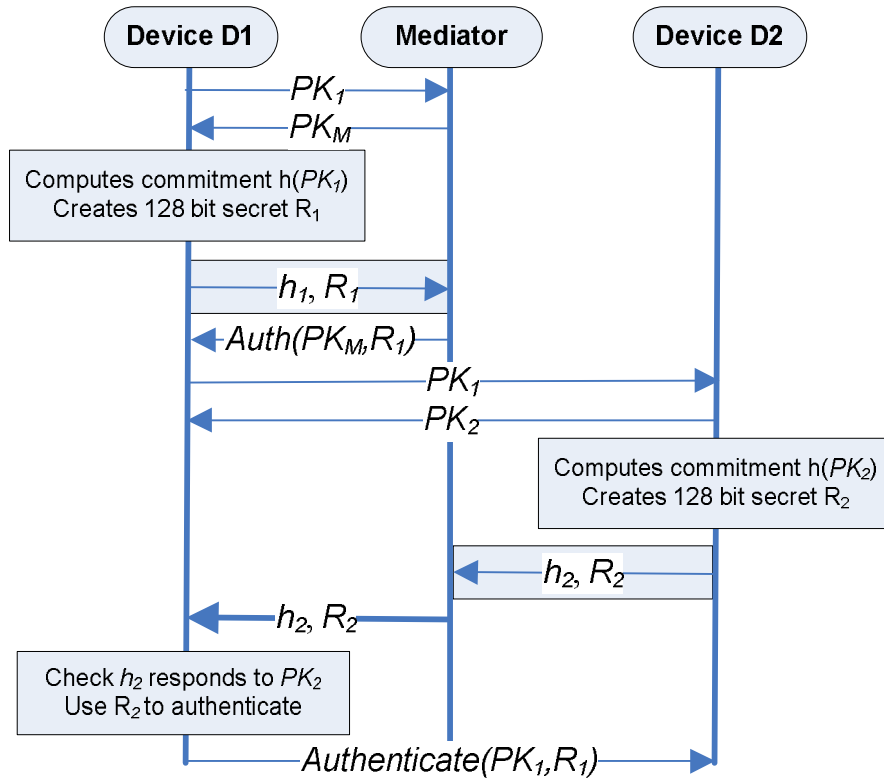 Device D1
Mediator
Device D2
PK1
PKM
Computes commitment h(PK1)
Creates 128 bit secret R1
h1, R1
Auth(PKM,R1)
PK1
PK2
Computes commitment h(PK2)
Creates 128 bit secret R2
h2, R2
h2, R2
Check h2 responds to PK2
Use R2 to authenticate
Authenticate(PK1,R1)